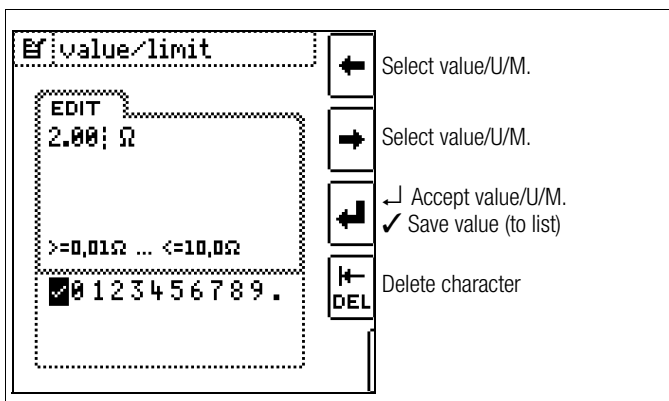 value/limit
EDIT
2.00 Ω
>=0,01Ω ... <=10,0Ω
✓0123456789.
DEL
Select value/U/M.
Select value/U/M.
↵ Accept value/U/M.
✓ Save value (to list)
Delete character